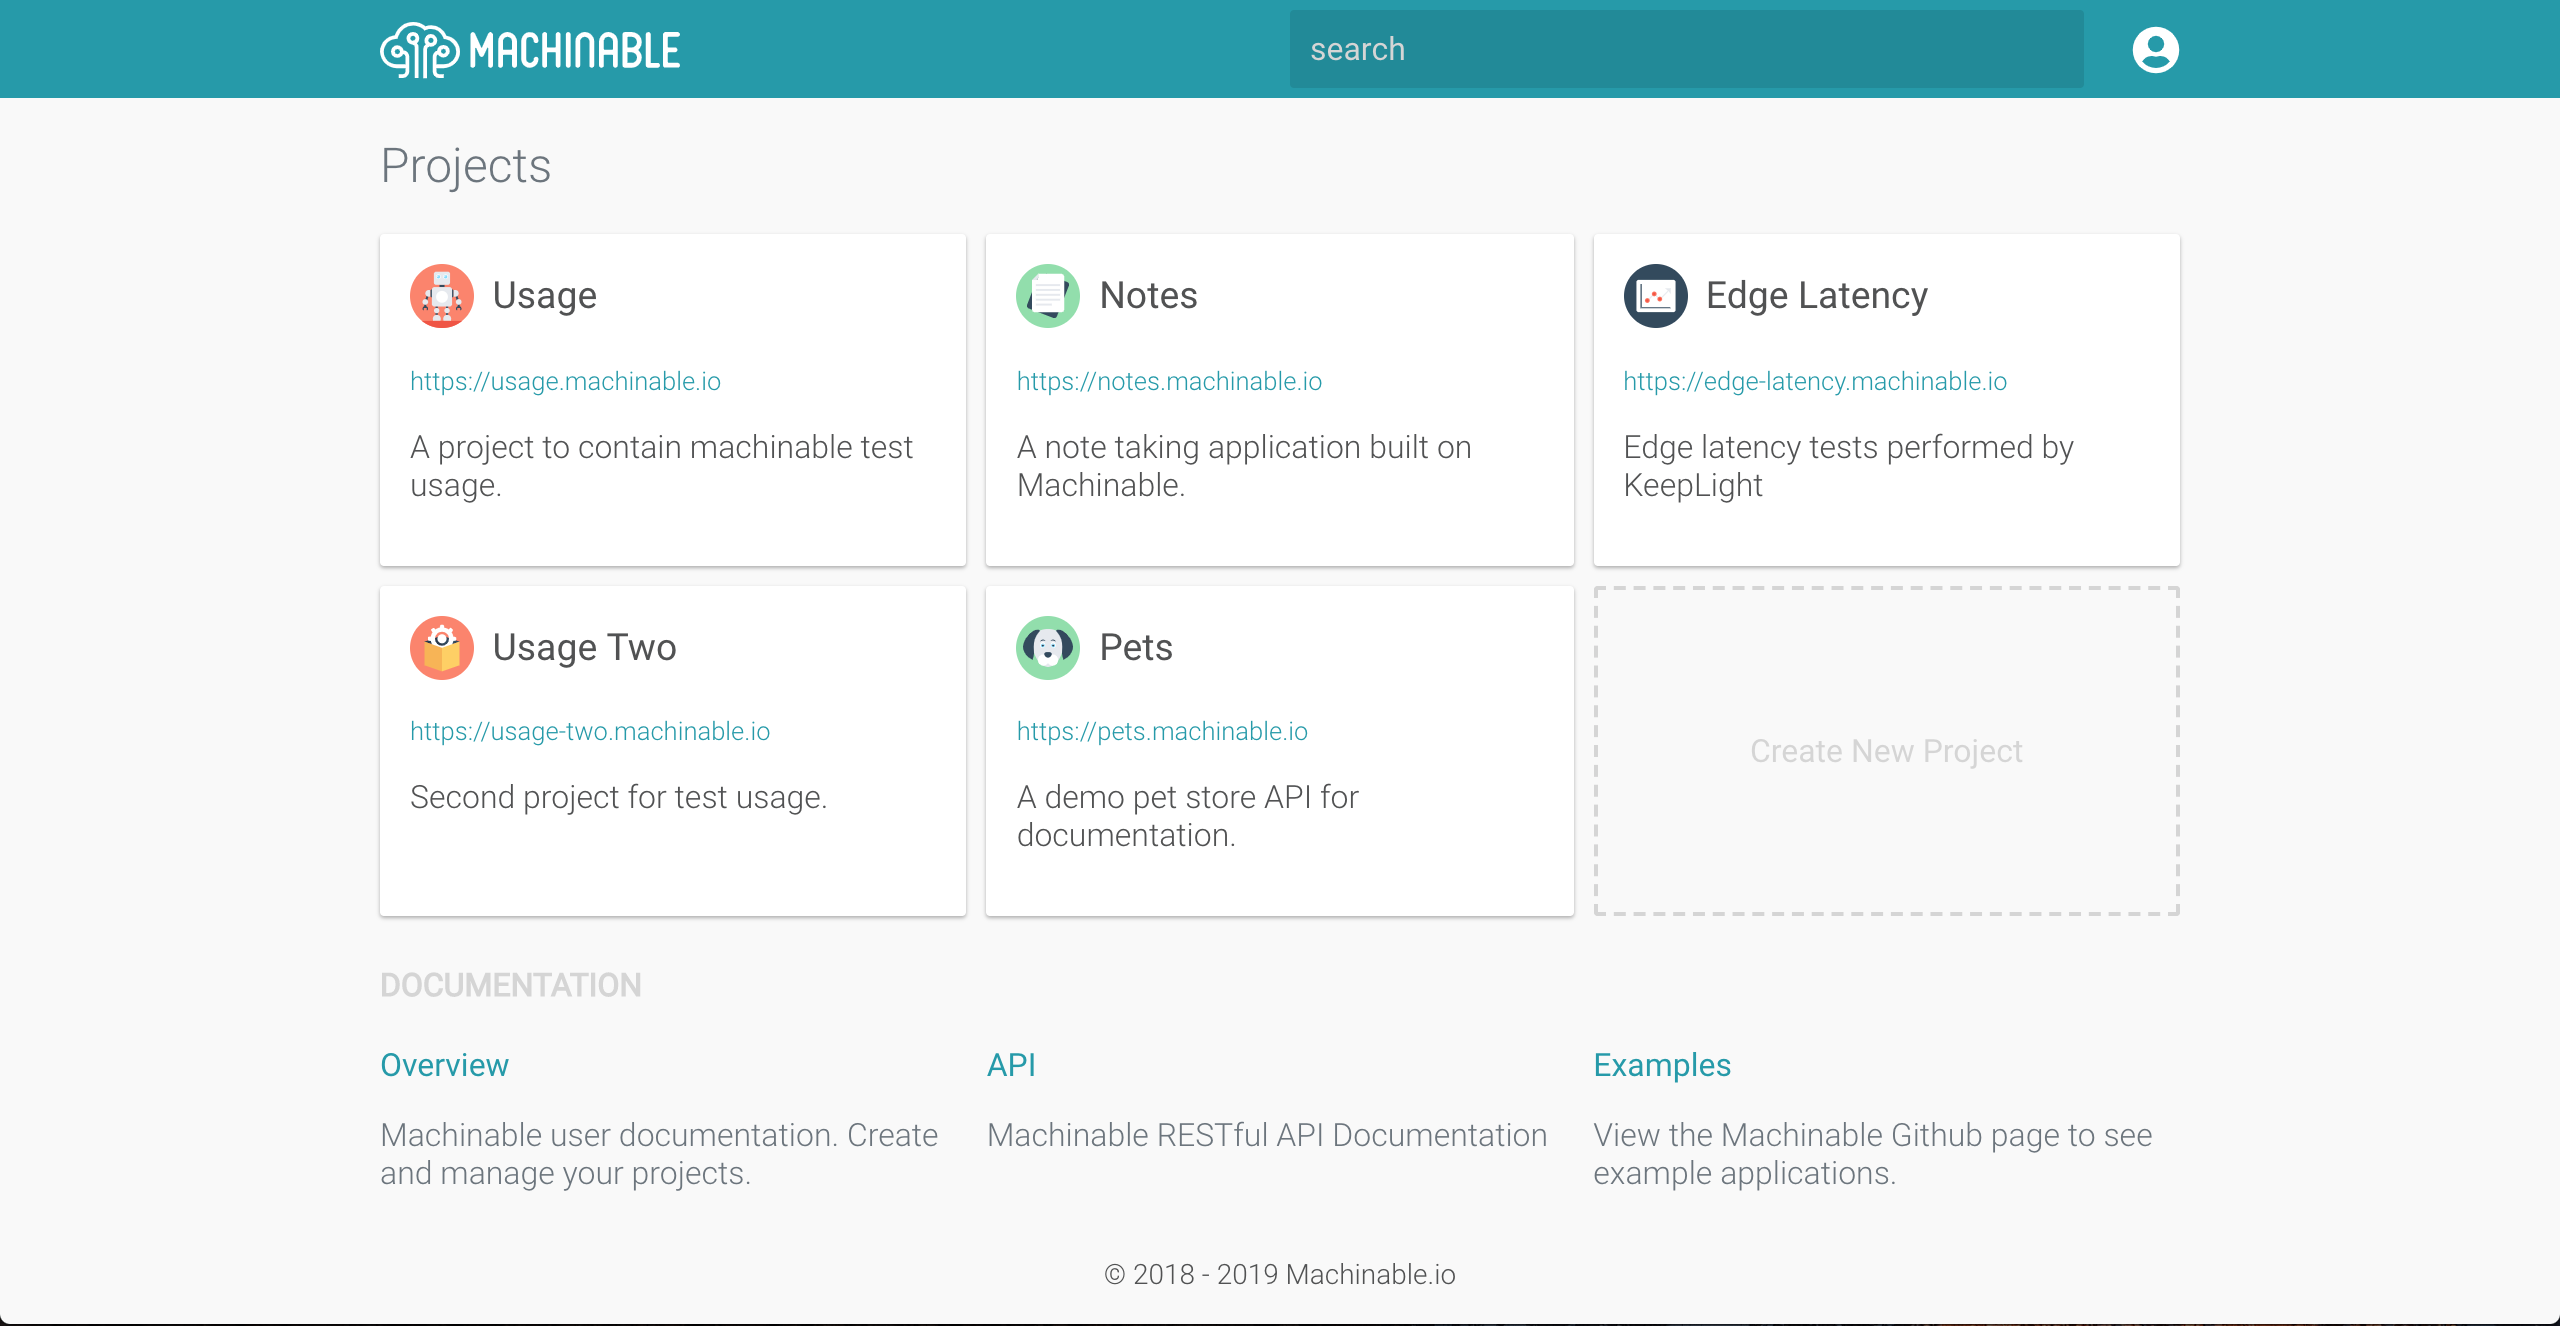 MACHINABLE
search
Projects
Usage
https://usage.machinable.io
A project to contain machinable test
usage.
Notes
https://notes.machinable.io
A note taking application built on
Machinable.
Edge Latency
https://edge-latency.machinable.io
Edge latency tests performed by
KeepLight
Usage Two
https://usage-two.machinable.io
Second project for test usage.
Pets
https://pets.machinable.io
A demo pet store API for
documentation.
Create New Project
DOCUMENTATION
Overview
Machinable user documentation. Create
and manage your projects.
API
Machinable RESTful API Documentation
Examples
View the Machinable Github page to see
example applications.
© 2018 - 2019 Machinable.io